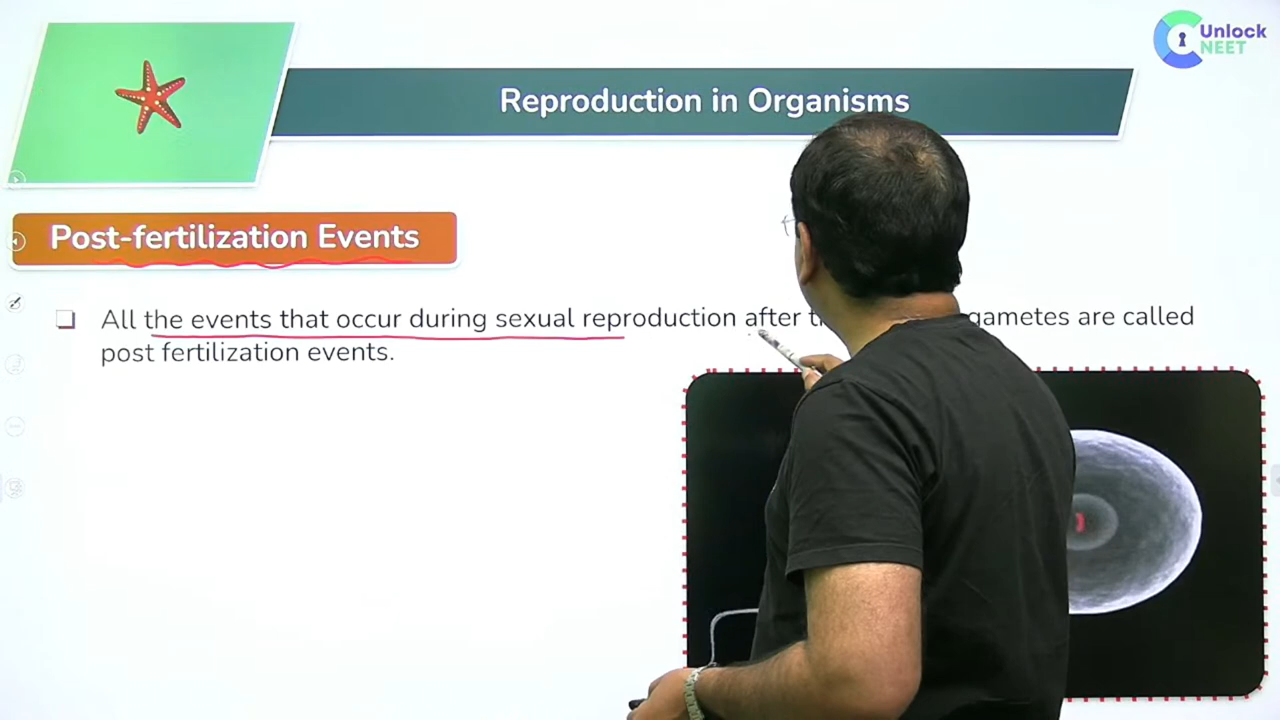 Unlock
NEET
Reproduction in Organisms
Post-fertilization Events
All the events that occur during sexual reproduction after gametes are called
post fertilization events.